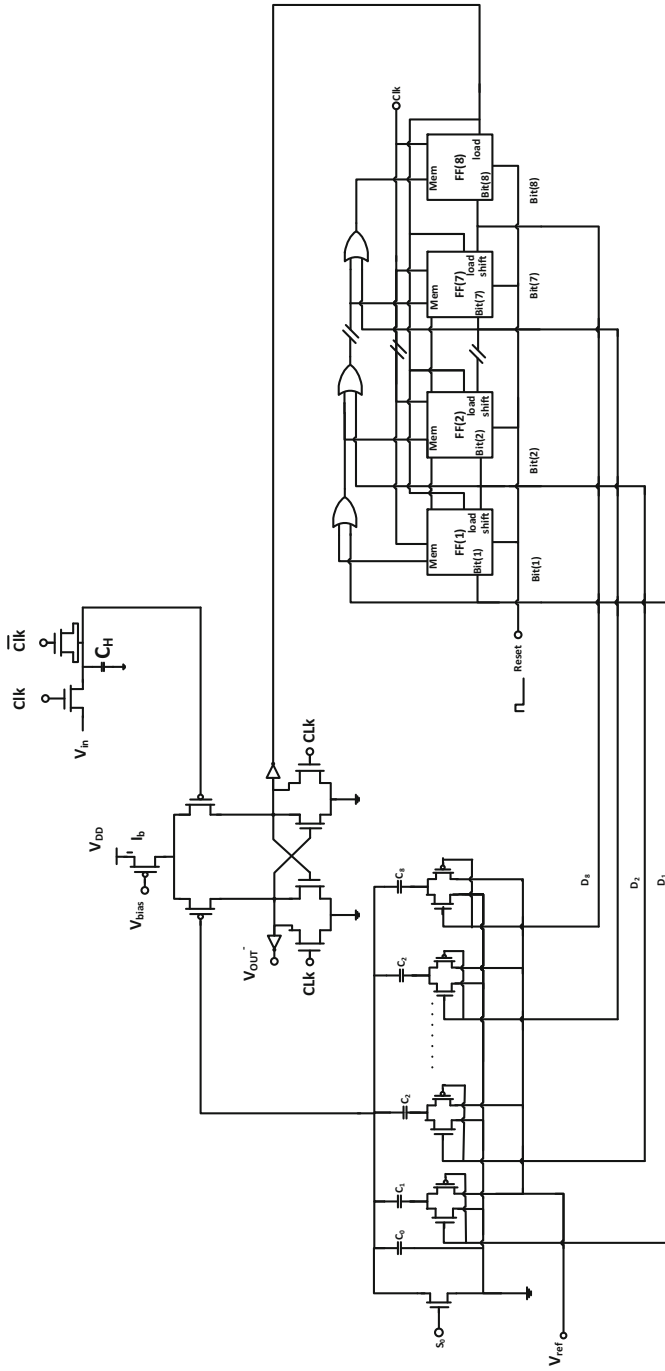 V_DD
V_bias
I_b
Clk
C̅l̅k̅
V_in
C_H
V_OUT^-
CLk
CLk
Clk
Mem
FF(1)
load
shift
Bit(1)
Mem
FF(2)
load
shift
Bit(2)
Mem
FF(7)
load
shift
Bit(7)
Mem
FF(8)
load
Bit(8)
Bit(1)
Bit(2)
Bit(7)
Bit(8)
Reset
S_0
C_0
C_1
C_2
C_2
C_8
V_ref
D_8
D_2
D_1